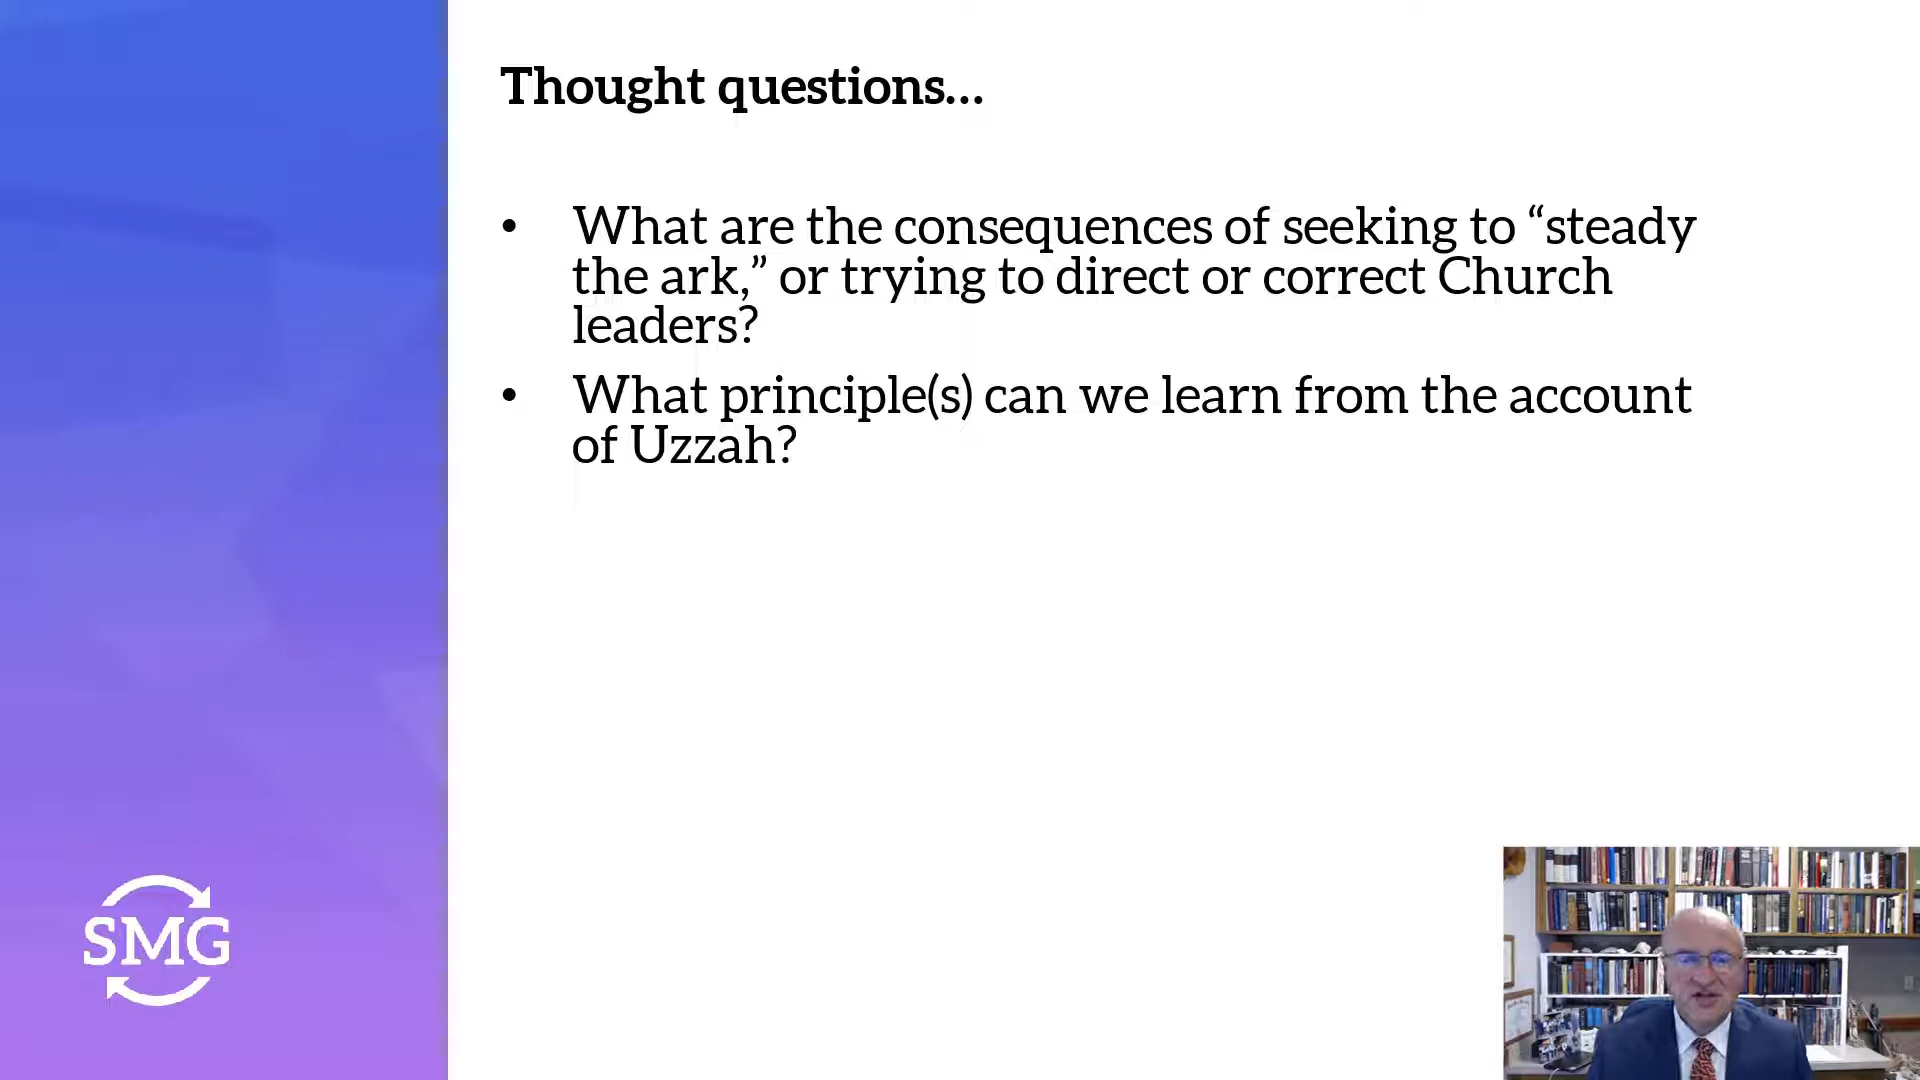 Thought questions...
• What are the consequences of seeking to “steady
the ark,” or trying to direct or correct Church
leaders?
• What principle(s) can we learn from the account
of Uzzah?
SMG